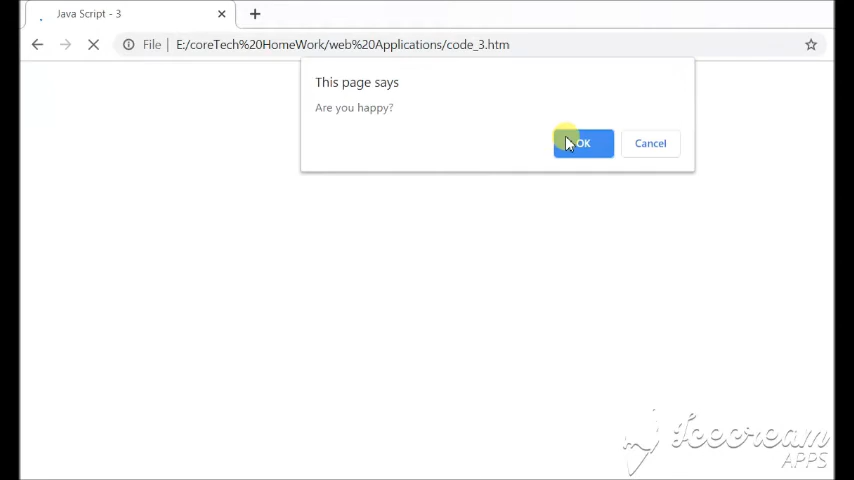 Java Script - 3
File | E:/coreTech%20HomeWork/web%20Applications/code_3.htm
This page says
Are you happy?
OK
Cancel
Icecream
APPS